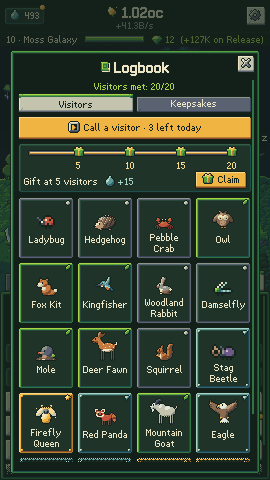 493
1.02oc
+41.3B/s
10 · Moss Galaxy
12 (+127K on Release)
Logbook
Visitors met: 20/20
Visitors
Keepsakes
Call a visitor · 3 left today
5
10
15
20
Gift at 5 visitors
+15
Claim
Ladybug
Hedgehog
Pebble
Crab
Owl
Fox Kit
Kingfisher
Woodland
Rabbit
Damselfly
Mole
Deer Fawn
Squirrel
Stag
Beetle
Firefly
Queen
Red Panda
Mountain
Goat
Eagle